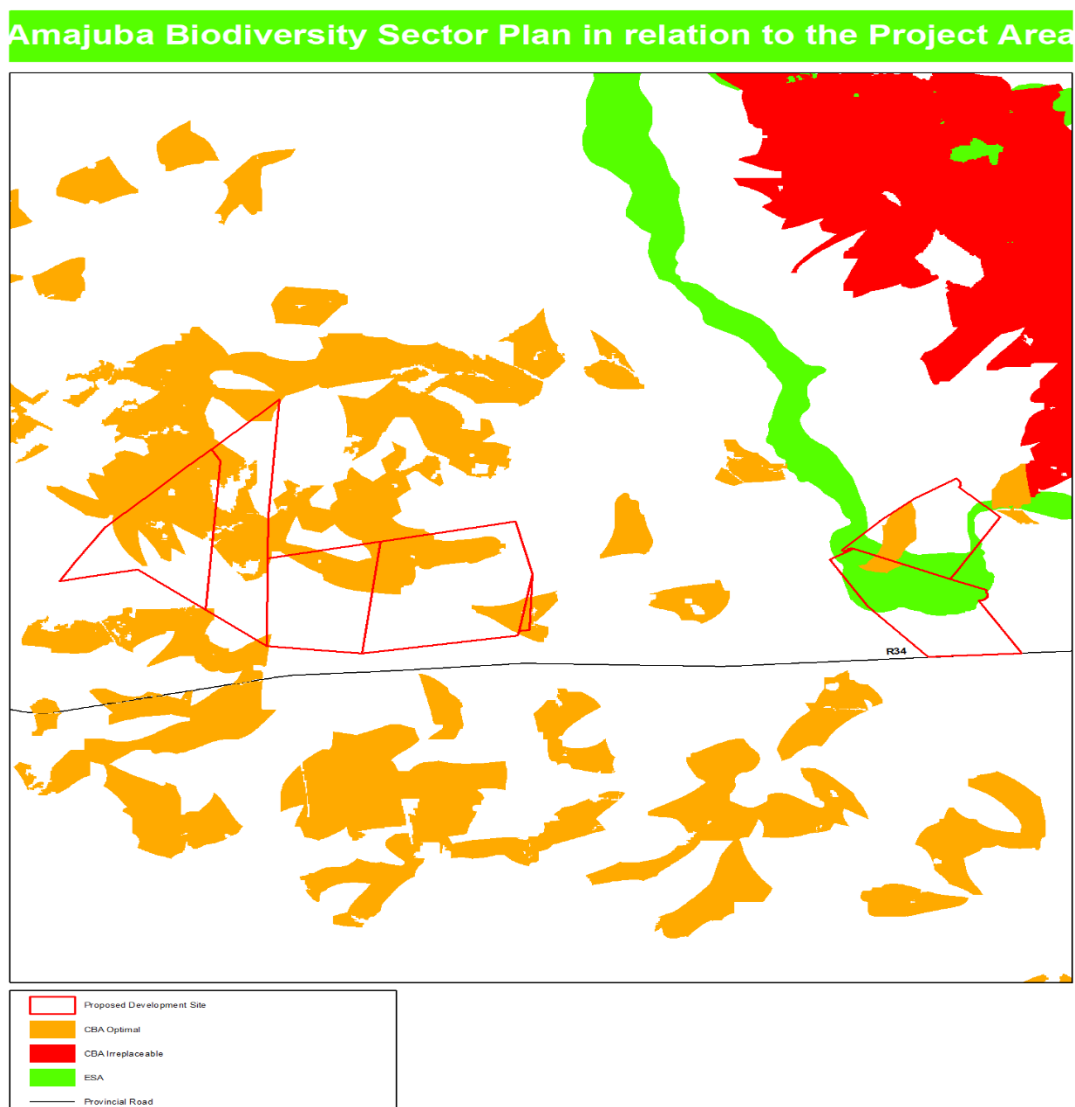 Amajuba Biodiversity Sector Plan in relation to the Project Area
R34
Proposed Development Site
CBA Optimal
CBA Irreplaceable
ESA
Provincial Road